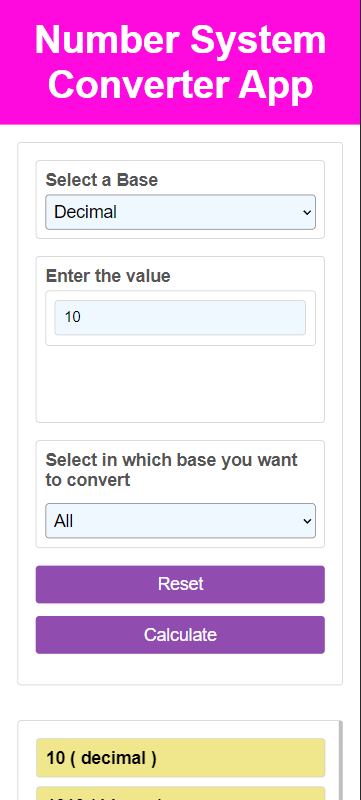 Number System
Converter App
Select a Base
Decimal
Enter the value
10
Select in which base you want
to convert
All
Reset
Calculate
10 ( decimal )